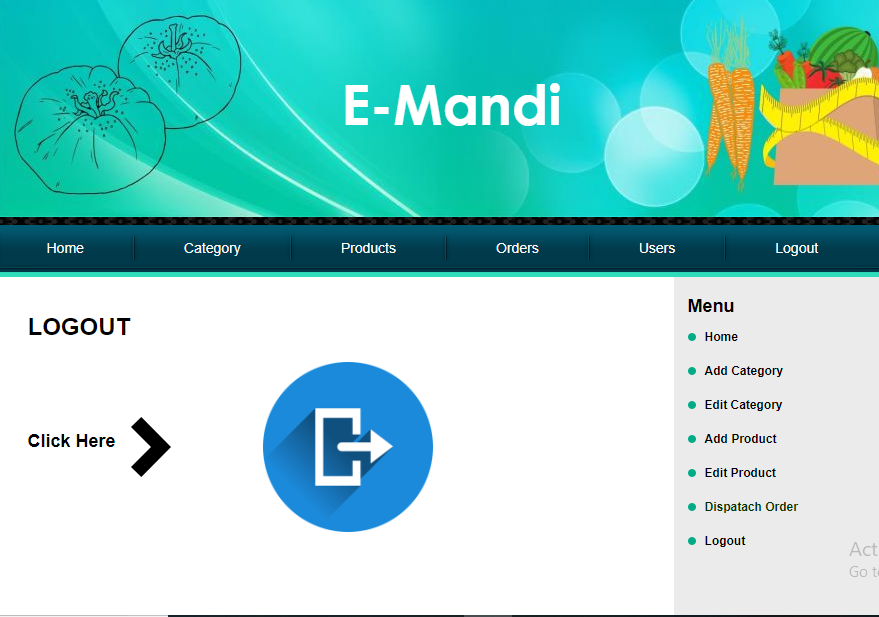 E-Mandi
Home Category Products Orders Users Logout
LOGOUT
Click Here
Menu
Home
Add Category
Edit Category
Add Product
Edit Product
Dispatach Order
Logout
Go to